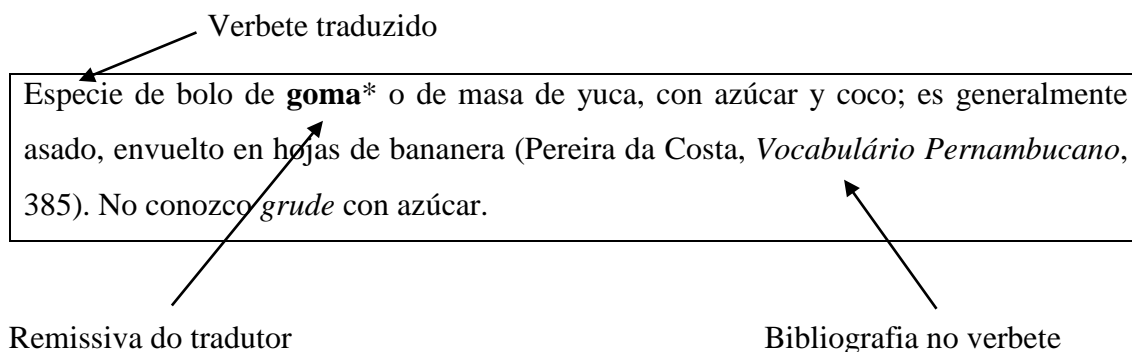 Verbete traduzido
Especie de bolo de goma* o de masa de yuca, con azúcar y coco; es generalmente
asado, envuelto en hojas de bananera (Pereira da Costa, Vocabulário Pernambucano,
385). No conozco grude con azúcar.
Remissiva do tradutor Bibliografia no verbete